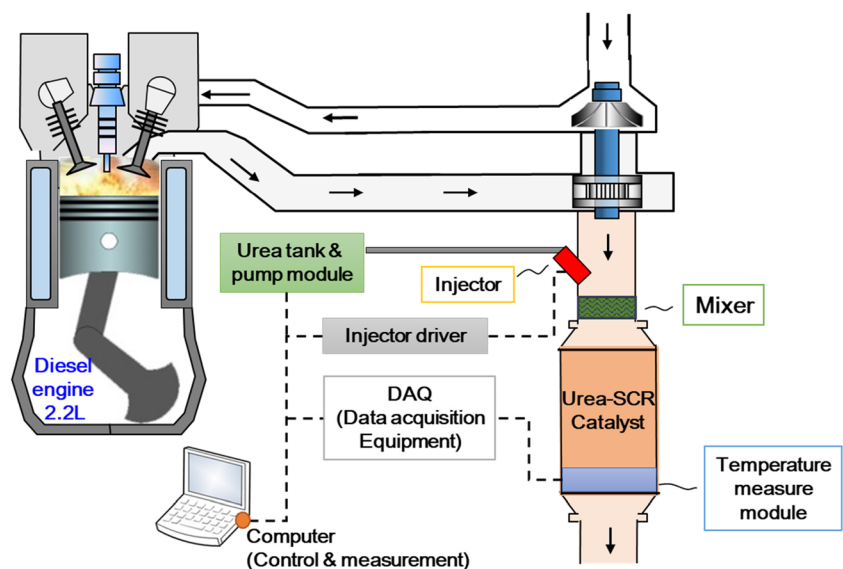 Urea tank &
pump module
Injector
Mixer
Injector driver
Diesel
engine
2.2L
DAQ
(Data acquisition
Equipment)
Urea-SCR
Catalyst
Temperature
measure
module
Computer
(Control & measurement)